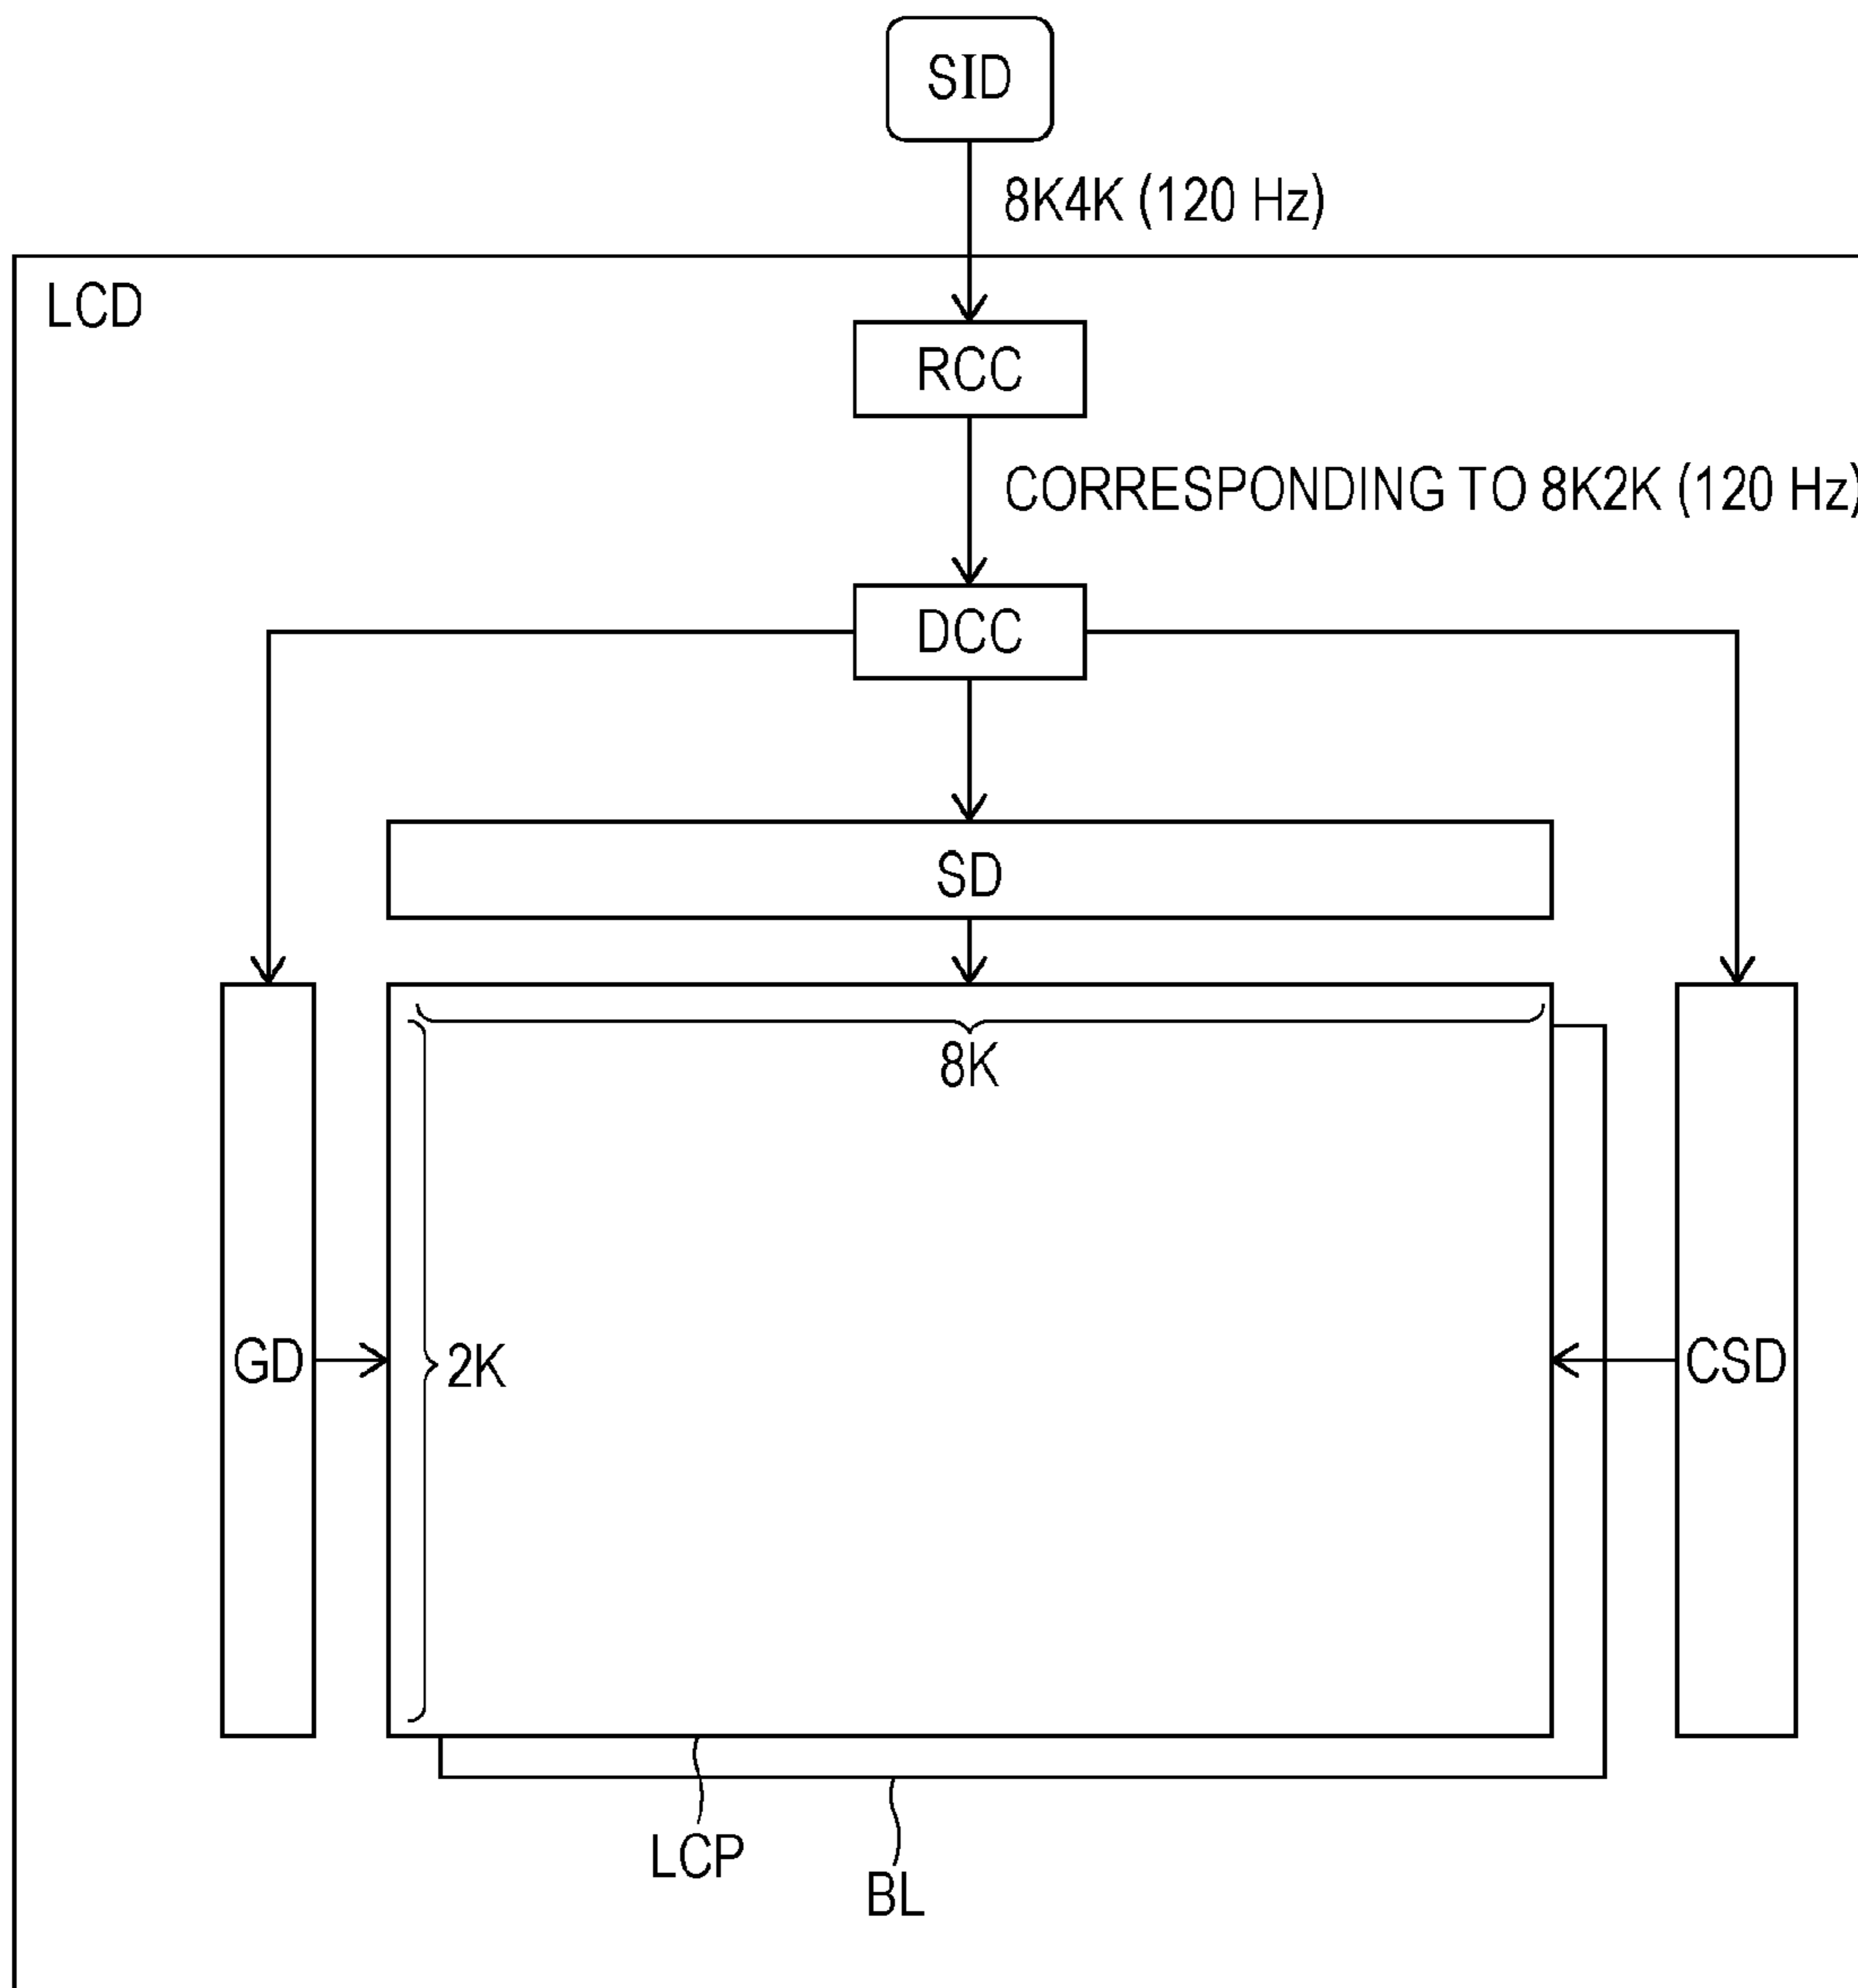 SID
8K4K (120 Hz)
LCD
RCC
CORRESPONDING TO 8K2K (120 Hz)
DCC
SD
8K
GD
2K
CSD
LCP
BL